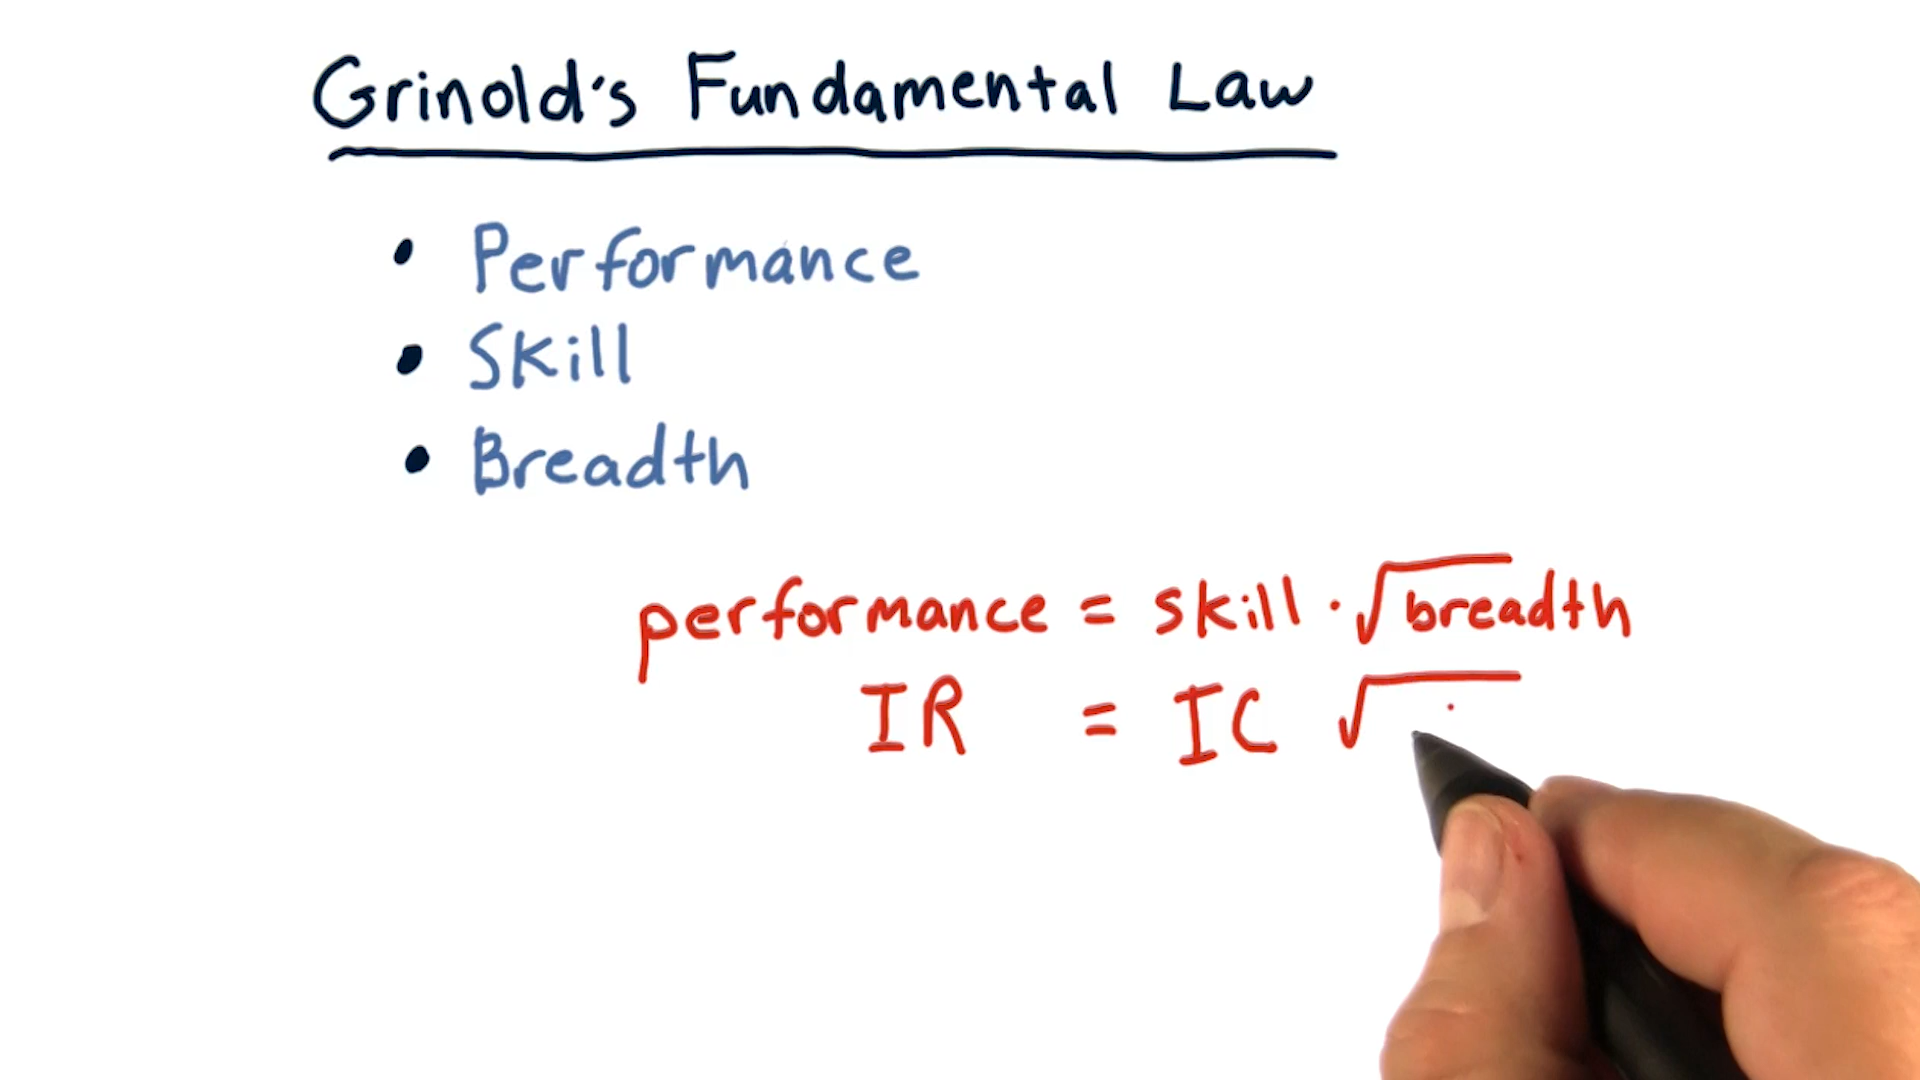 Grinold's Fundamental Law
• Performance
• Skill
• Breadth
performance = skill · √breadth
IR = IC √